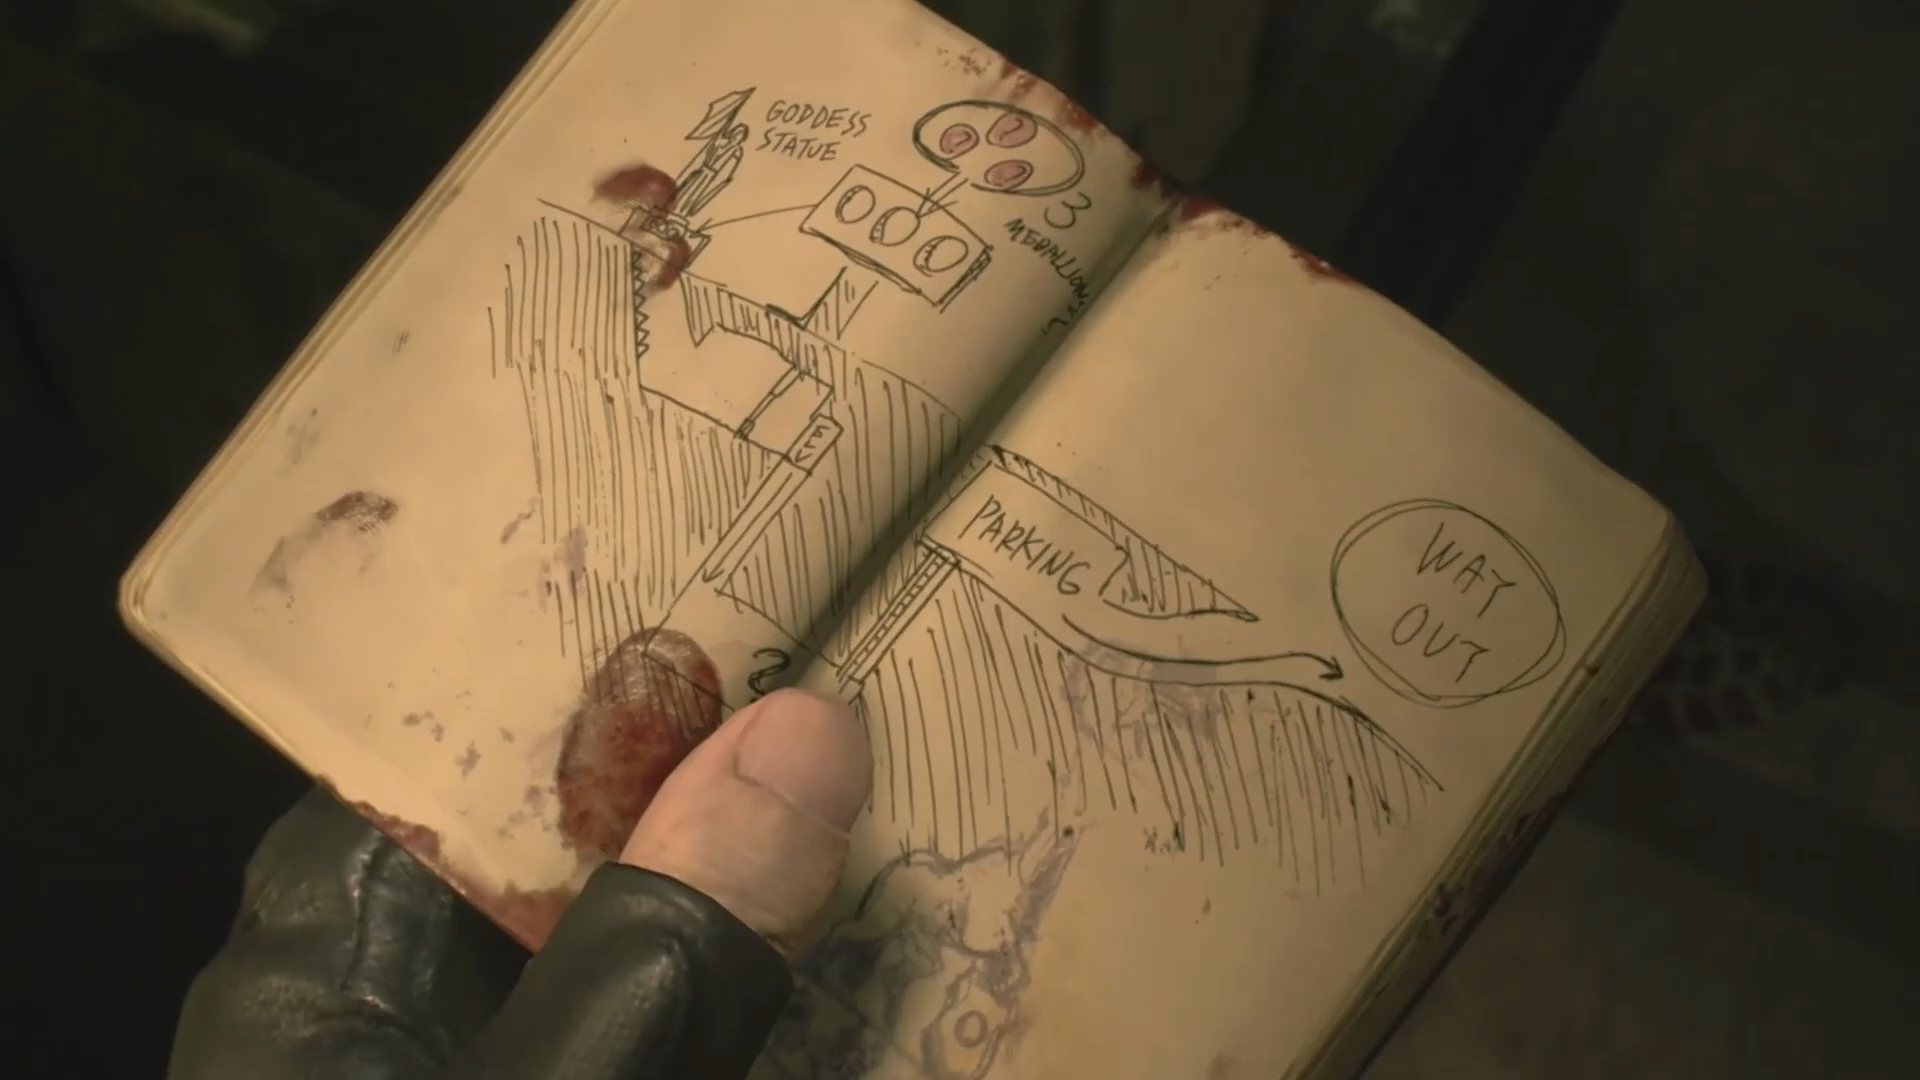 GODDESS
STATUE
3
MEDALLIONS
ELV
?
PARKING
WAY
OUT